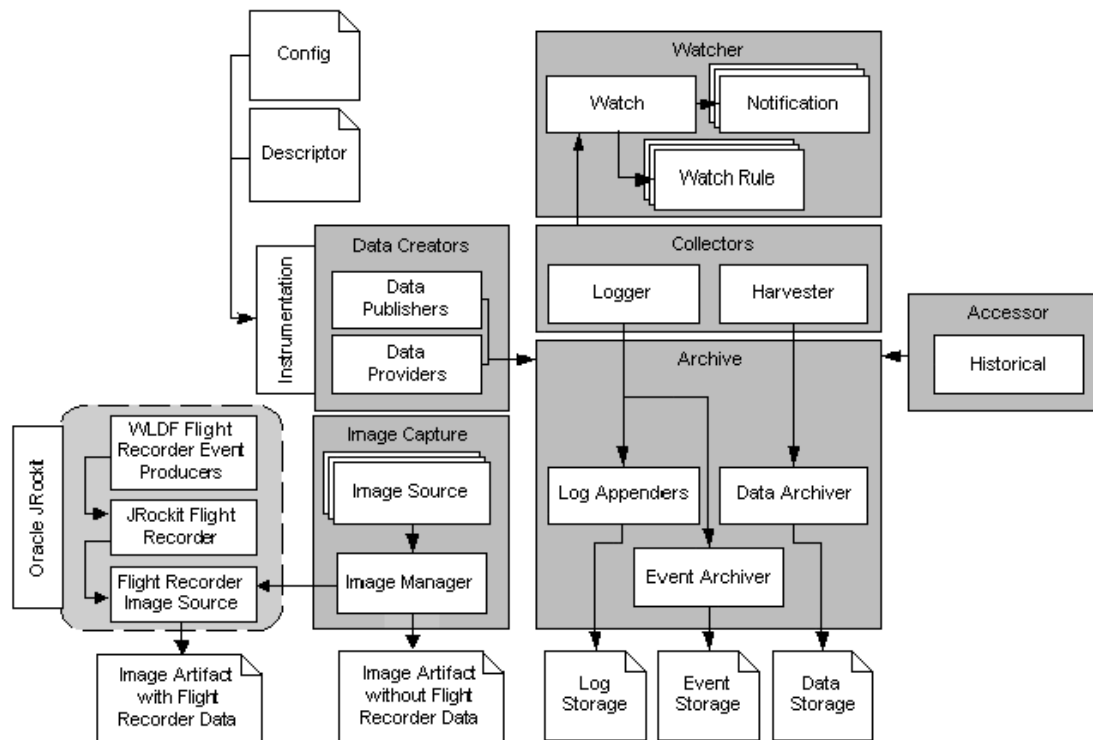 Config
Descriptor
Watcher
Watch
Notification
Watch Rule
Instrumentation
Data Creators
Data
Publishers
Data
Providers
Collectors
Logger
Harvester
Accessor
Historical
Archive
Log Appenders
Data Archiver
Event Archiver
Oracle JRockit
WLDF Flight
Recorder Event
Producers
JRockit Flight
Recorder
Flight Recorder
Image Source
Image Capture
Image Source
Image Manager
Image Artifact
with Flight
Recorder Data
Image Artifact
without Flight
Recorder Data
Log
Storage
Event
Storage
Data
Storage